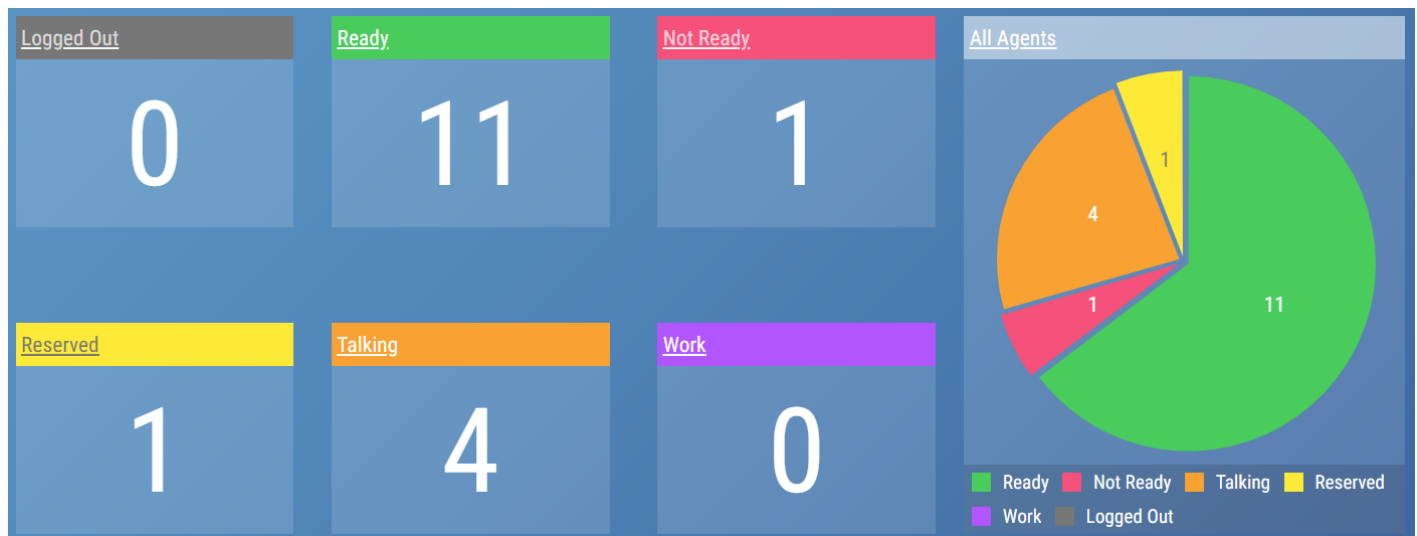 Logged Out
0
Ready
11
Not Ready
1
Reserved
1
Talking
4
Work
0
All Agents
1
4
1
11
Ready Not Ready Talking Reserved
Work Logged Out